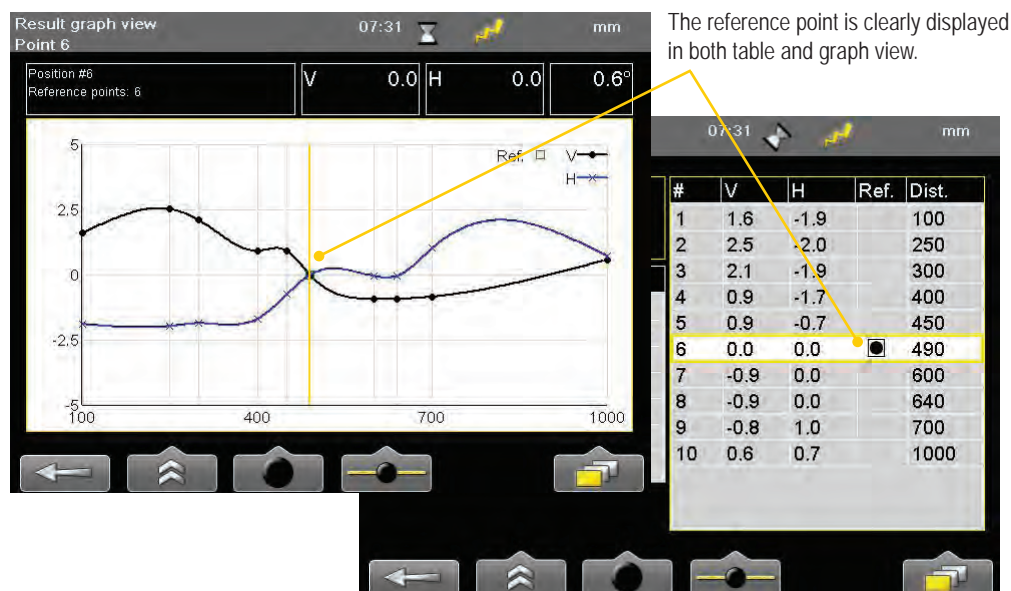 Result graph view
Point 6
07:31
mm
The reference point is clearly displayed
in both table and graph view.
Position #6
Reference points: 6
V 0.0 H 0.0 0.6°
Ref. V
H
5
2.5
0
-2.5
-5
100 400 700 1000
07:31 mm
# V H Ref. Dist.
1 1.6 -1.9 100
2 2.5 -2.0 250
3 2.1 -1.9 300
4 0.9 -1.7 400
5 0.9 -0.7 450
6 0.0 0.0 490
7 -0.9 0.0 600
8 -0.9 0.0 640
9 -0.8 1.0 700
10 0.6 0.7 1000